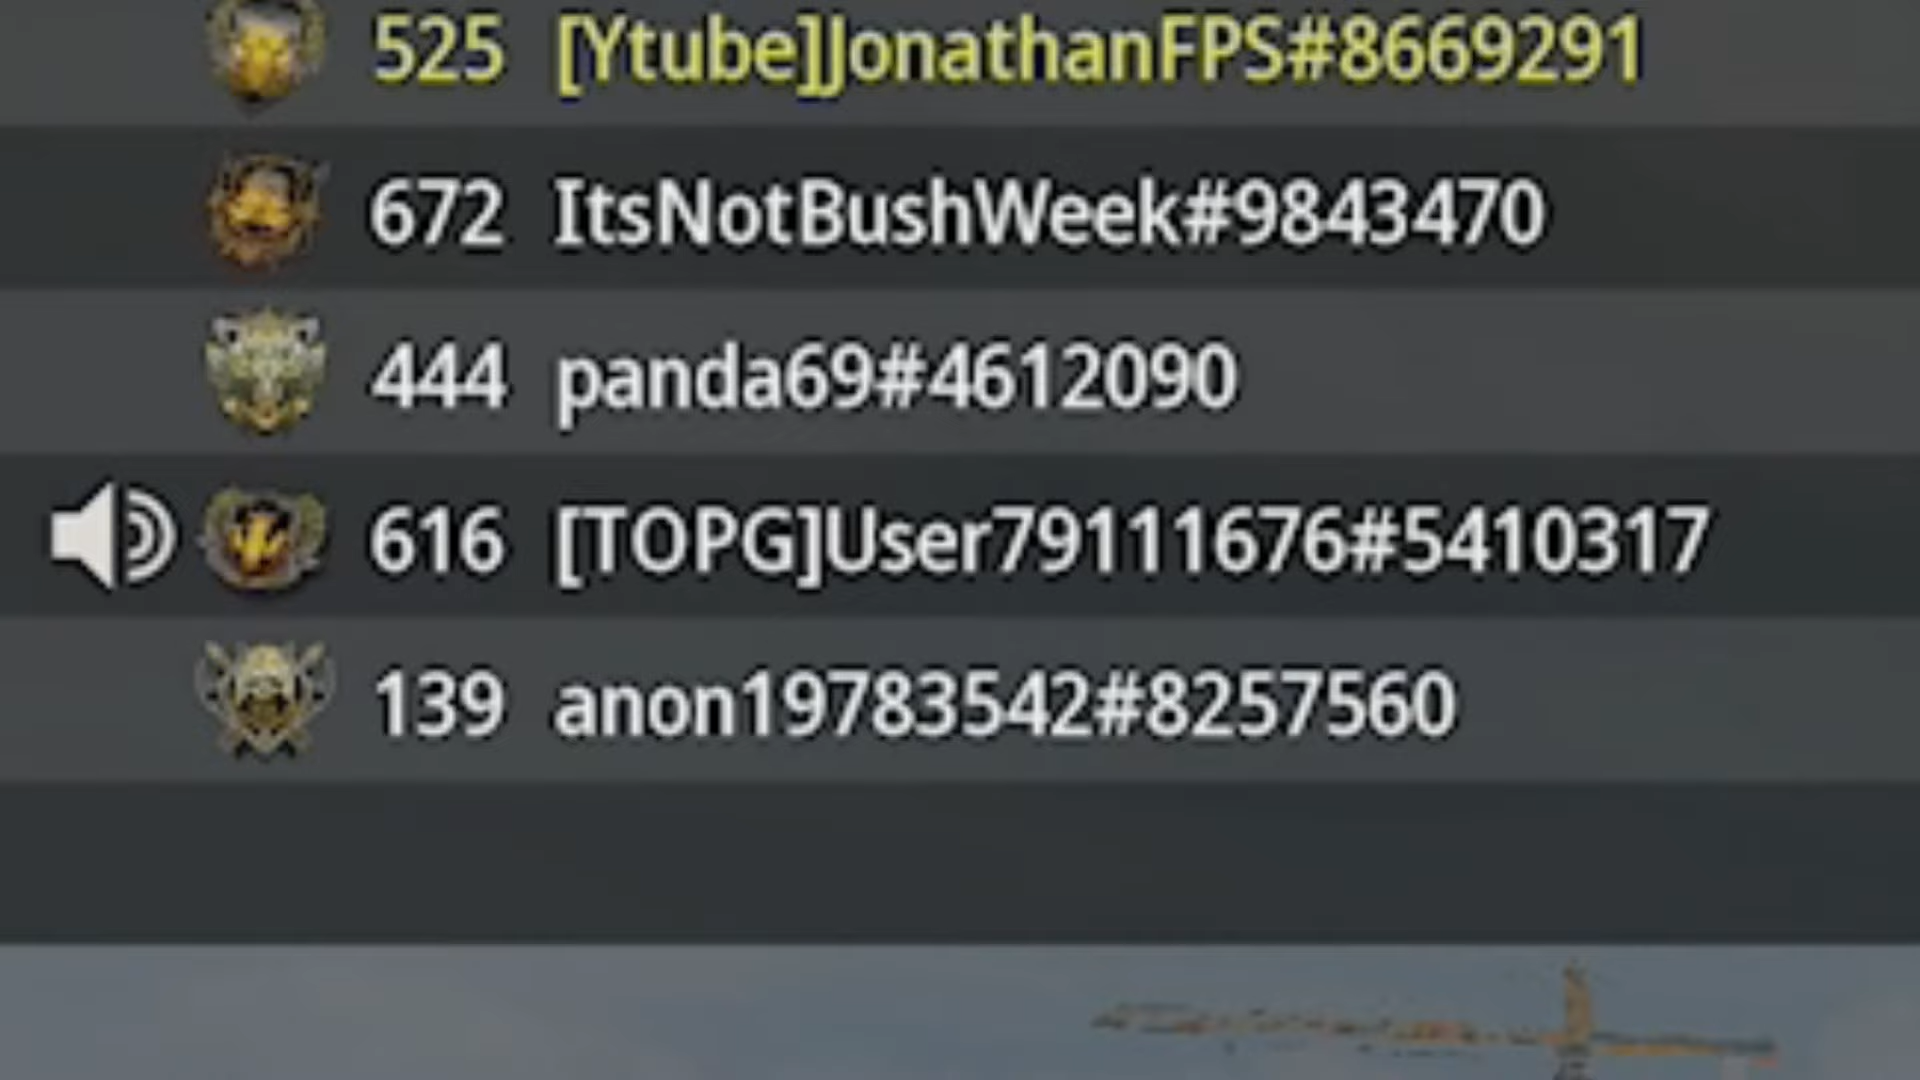 525 [Ytube]JonathanFPS#8669291
672 ItsNotBushWeek#9843470
444 panda69#4612090
616 [TOPG]User79111676#5410317
139 anon19783542#8257560